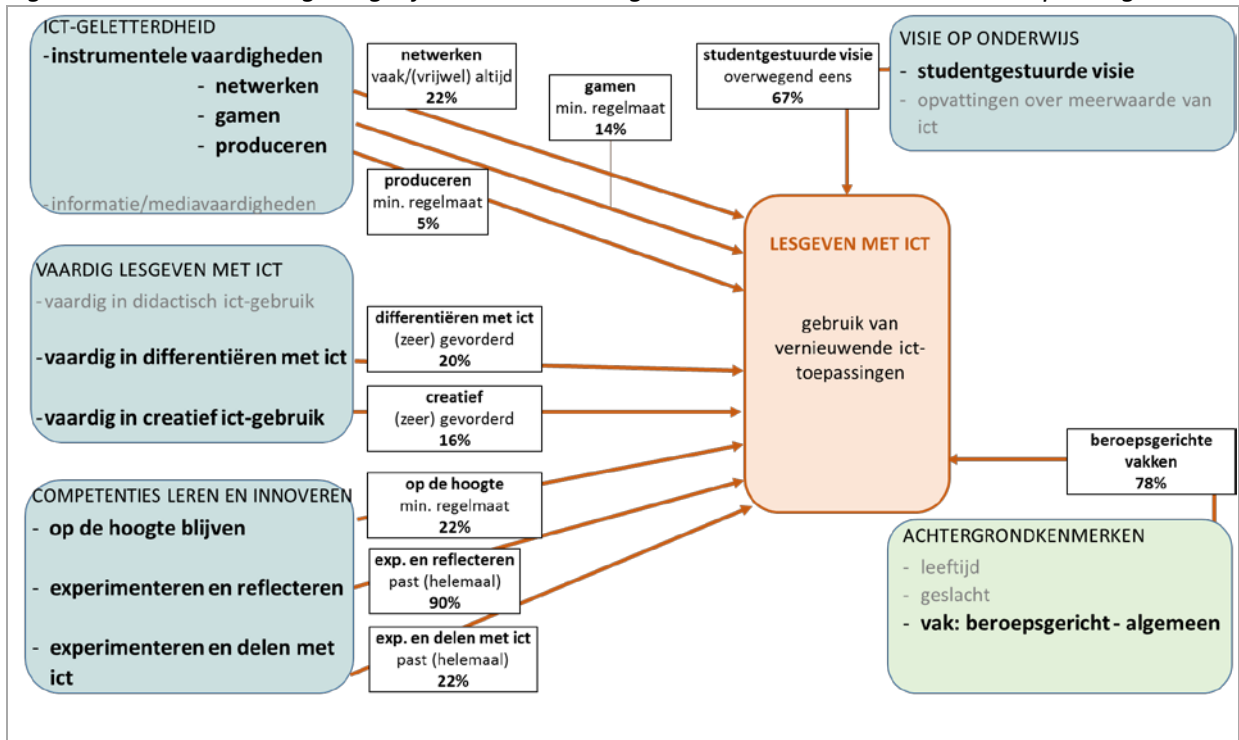 ICT-GELETTERDHEID
-instrumentele vaardigheden
- netwerken
- gamen
- produceren
-informatie/mediavaardigheden
netwerken
vaak/(vrijwel) altijd
22%
gamen
min. regelmaat
14%
produceren
min. regelmaat
5%
studentgestuurde visie
overwegend eens
67%
VISIE OP ONDERWIJS
- studentgestuurde visie
- opvattingen over meerwaarde van
ict
VAARDIG LESGEVEN MET ICT
-vaardig in didactisch ict-gebruik
-vaardig in differentiëren met ict
-vaardig in creatief ict-gebruik
differentiëren met ict
(zeer) gevorderd
20%
creatief
(zeer) gevorderd
16%
LESGEVEN MET ICT
gebruik van
vernieuwende ict-
toepassingen
COMPETENTIES LEREN EN INNOVEREN
- op de hoogte blijven
- experimenteren en reflecteren
- experimenteren en delen met
ict
op de hoogte
min. regelmaat
22%
exp. en reflecteren
past (helemaal)
90%
exp. en delen met ict
past (helemaal)
22%
beroepsgerichte
vakken
78%
ACHTERGRONDKENMERKEN
- leeftijd
- geslacht
- vak: beroepsgericht - algemeen